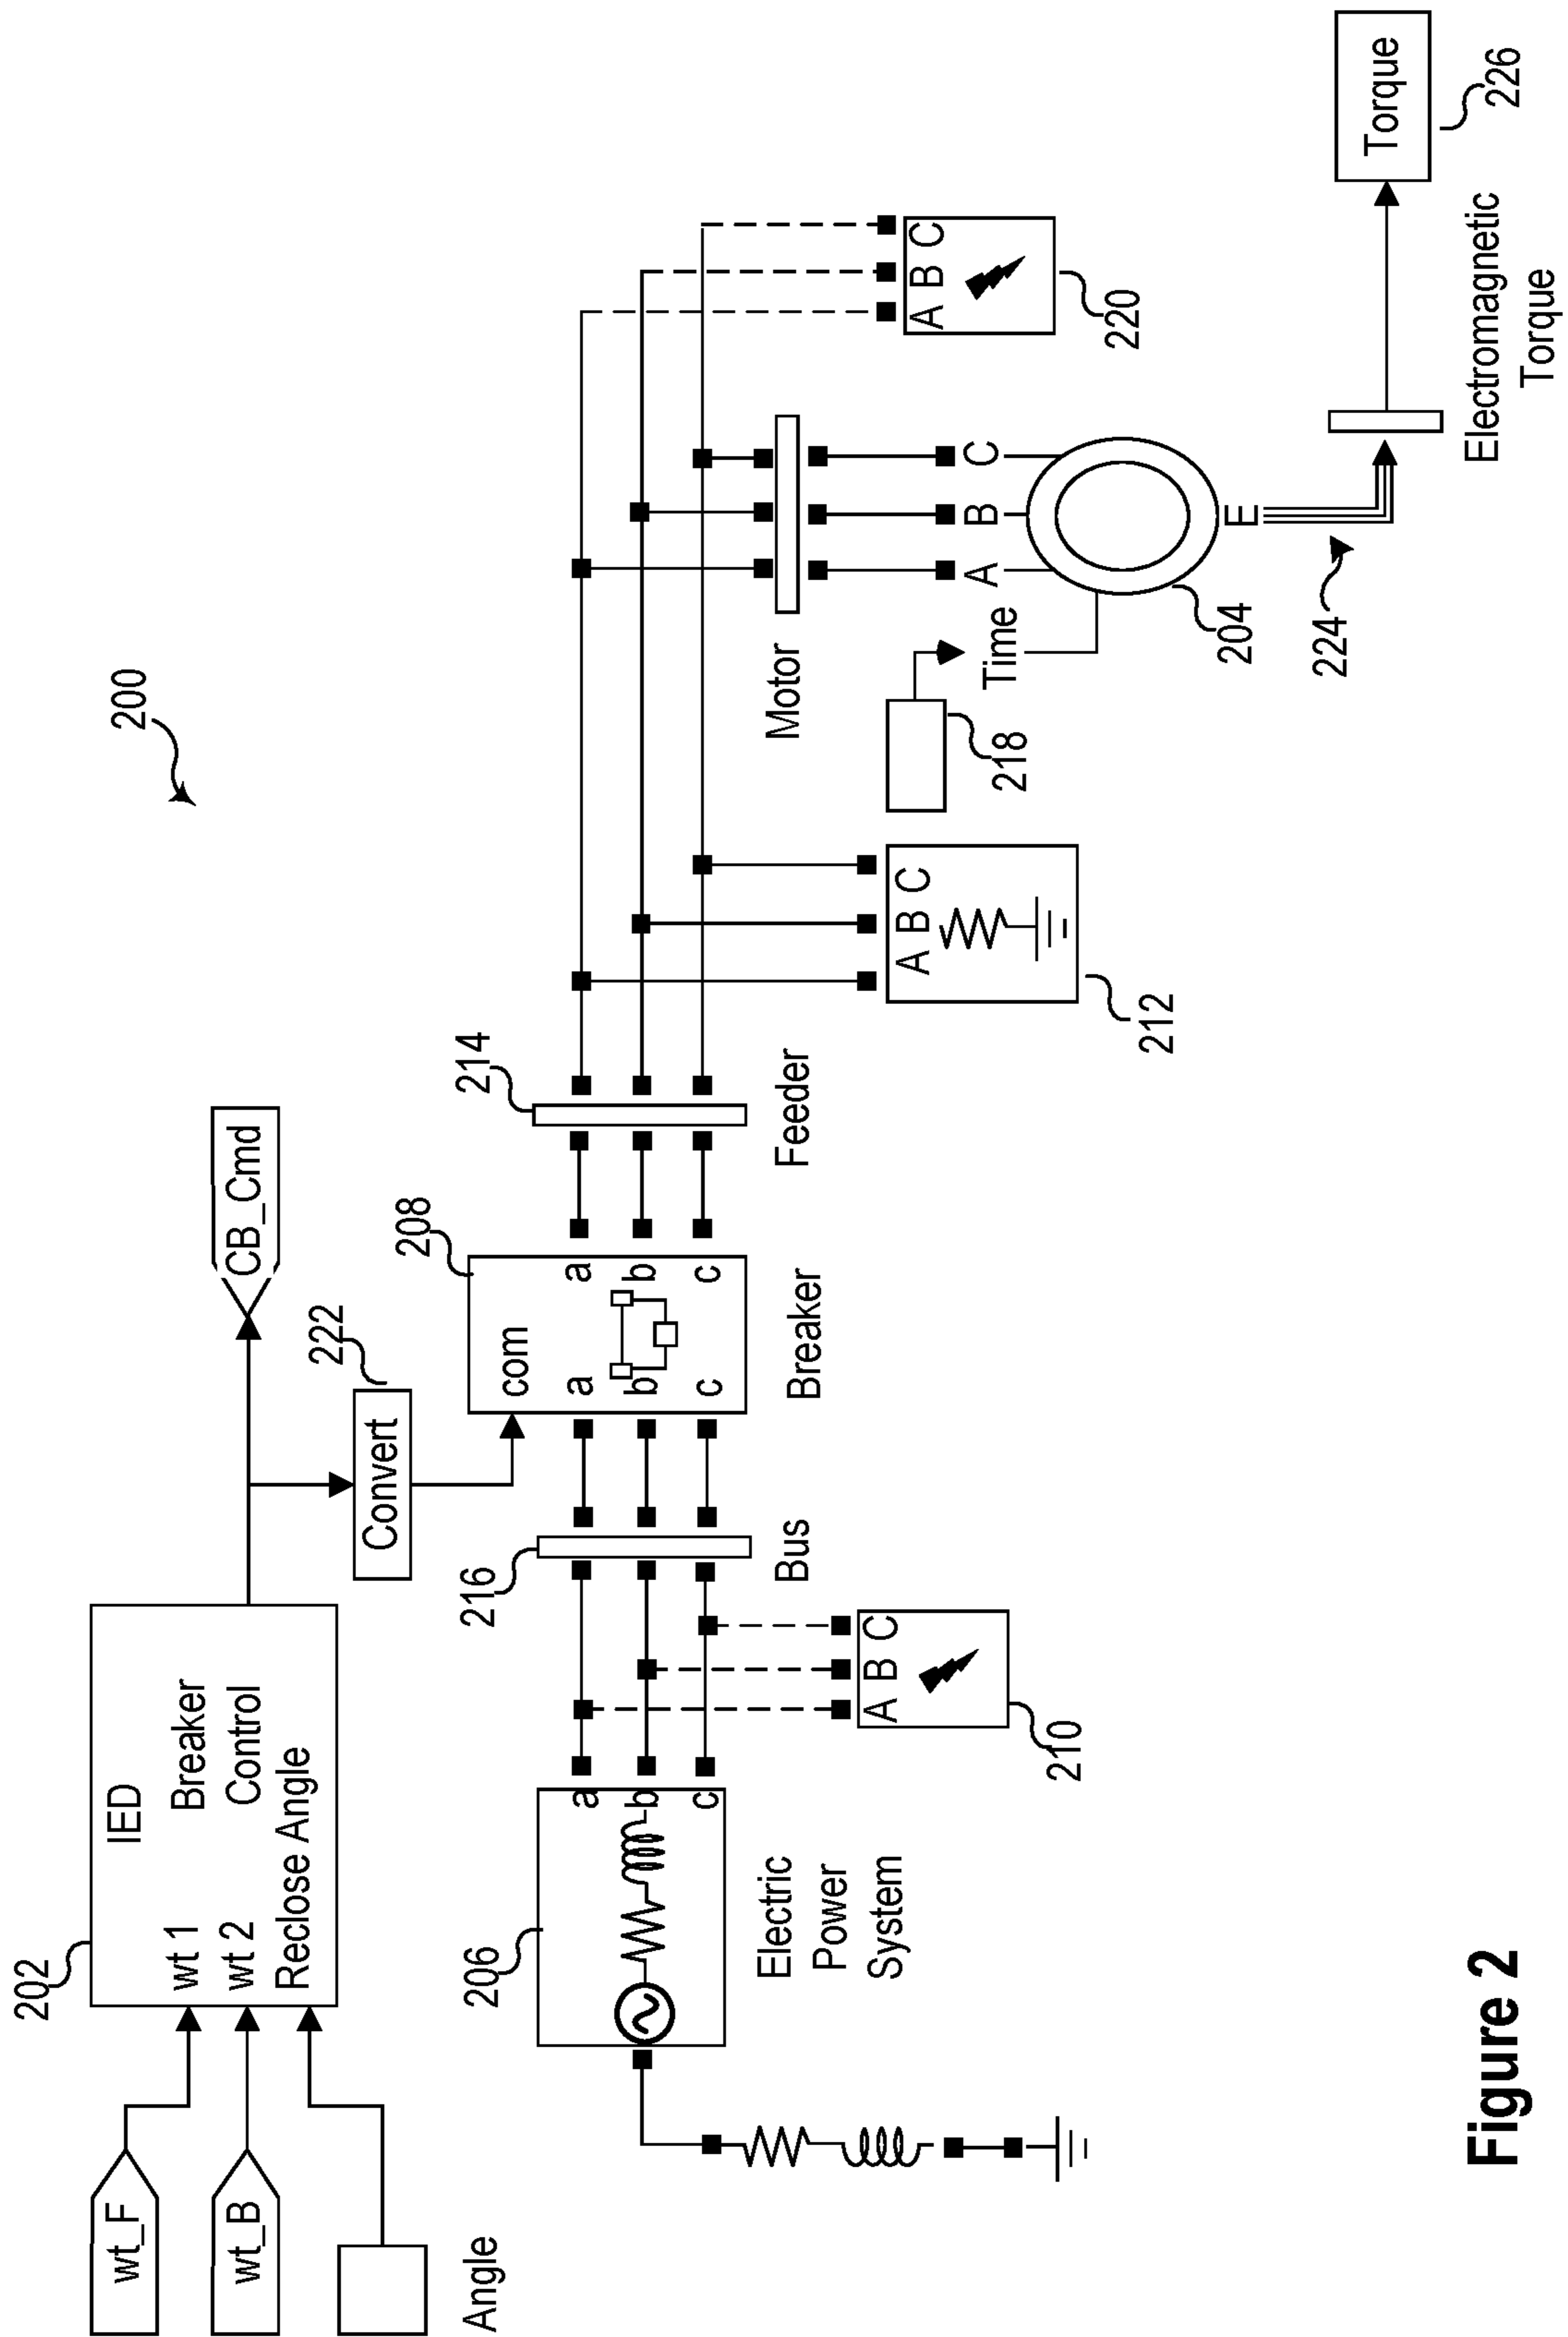 200
202
IED
wt 1
Breaker
wt 2
Control
Reclose Angle
wt_F
wt_B
Angle
CB_Cmd
222
Convert
206
a
b
c
Electric
Power
System
216
Bus
A B C
210
208
com
a
b
c
a
b
c
Breaker
214
Feeder
A B C
212
Motor
218
Time
A B C
204
E
224
A B C
220
Electromagnetic
Torque
Torque
226
Figure 2